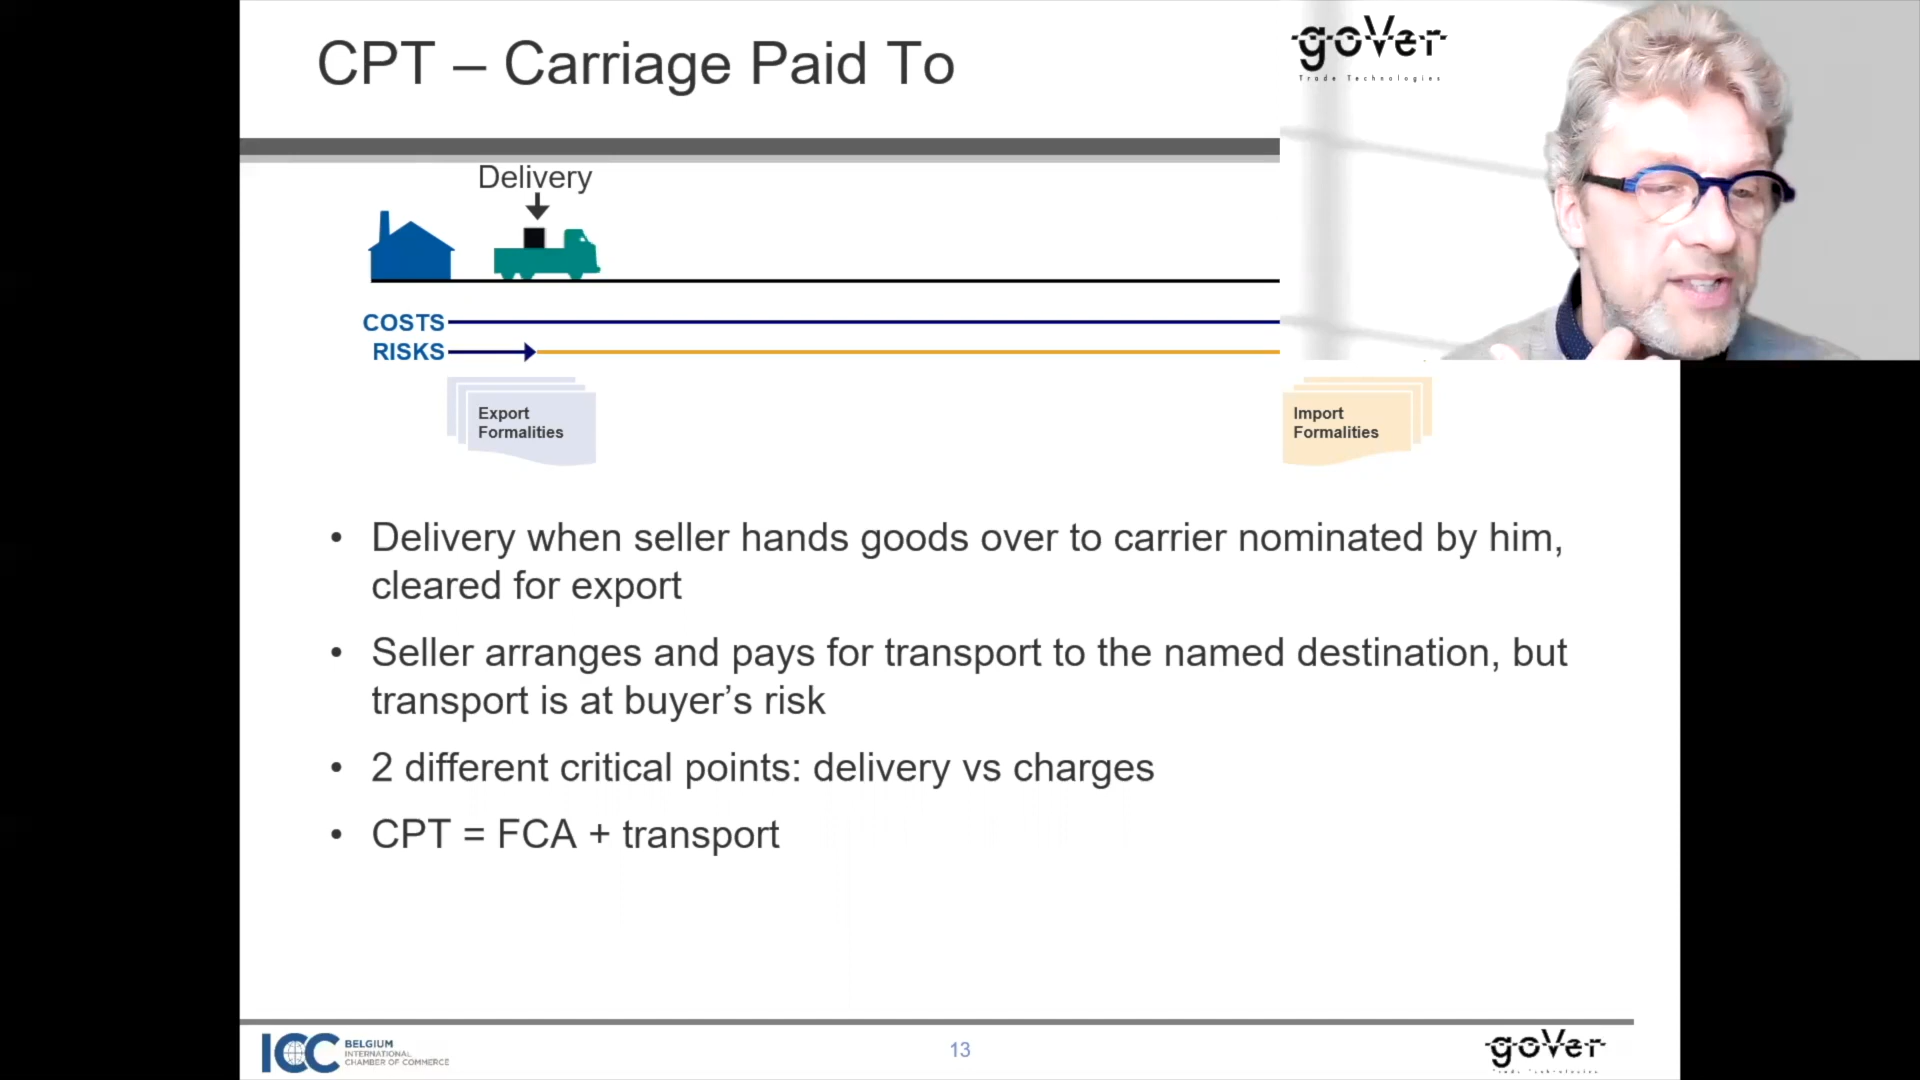 CPT – Carriage Paid To
goVer
Trade Technologies
Delivery
COSTS
RISKS
Export
Formalities
Import
Formalities
• Delivery when seller hands goods over to carrier nominated by him,
cleared for export
• Seller arranges and pays for transport to the named destination, but
transport is at buyer’s risk
• 2 different critical points: delivery vs charges
• CPT = FCA + transport
ICC
BELGIUM
INTERNATIONAL
CHAMBER OF COMMERCE
13
goVer
Trade Technologies